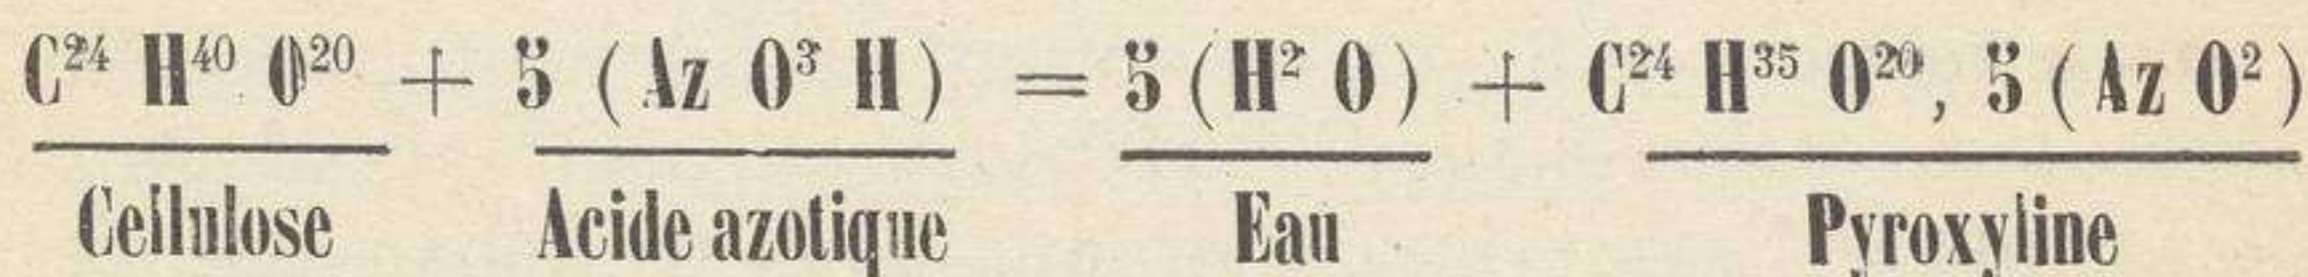 C²⁴ H⁴⁰ O²⁰ + 5 ( Az O³ H ) = 5 ( H² O ) + C²⁴ H³⁵ O²⁰, 5 ( Az O² )
Cellulose Acide azotique Eau Pyroxyline